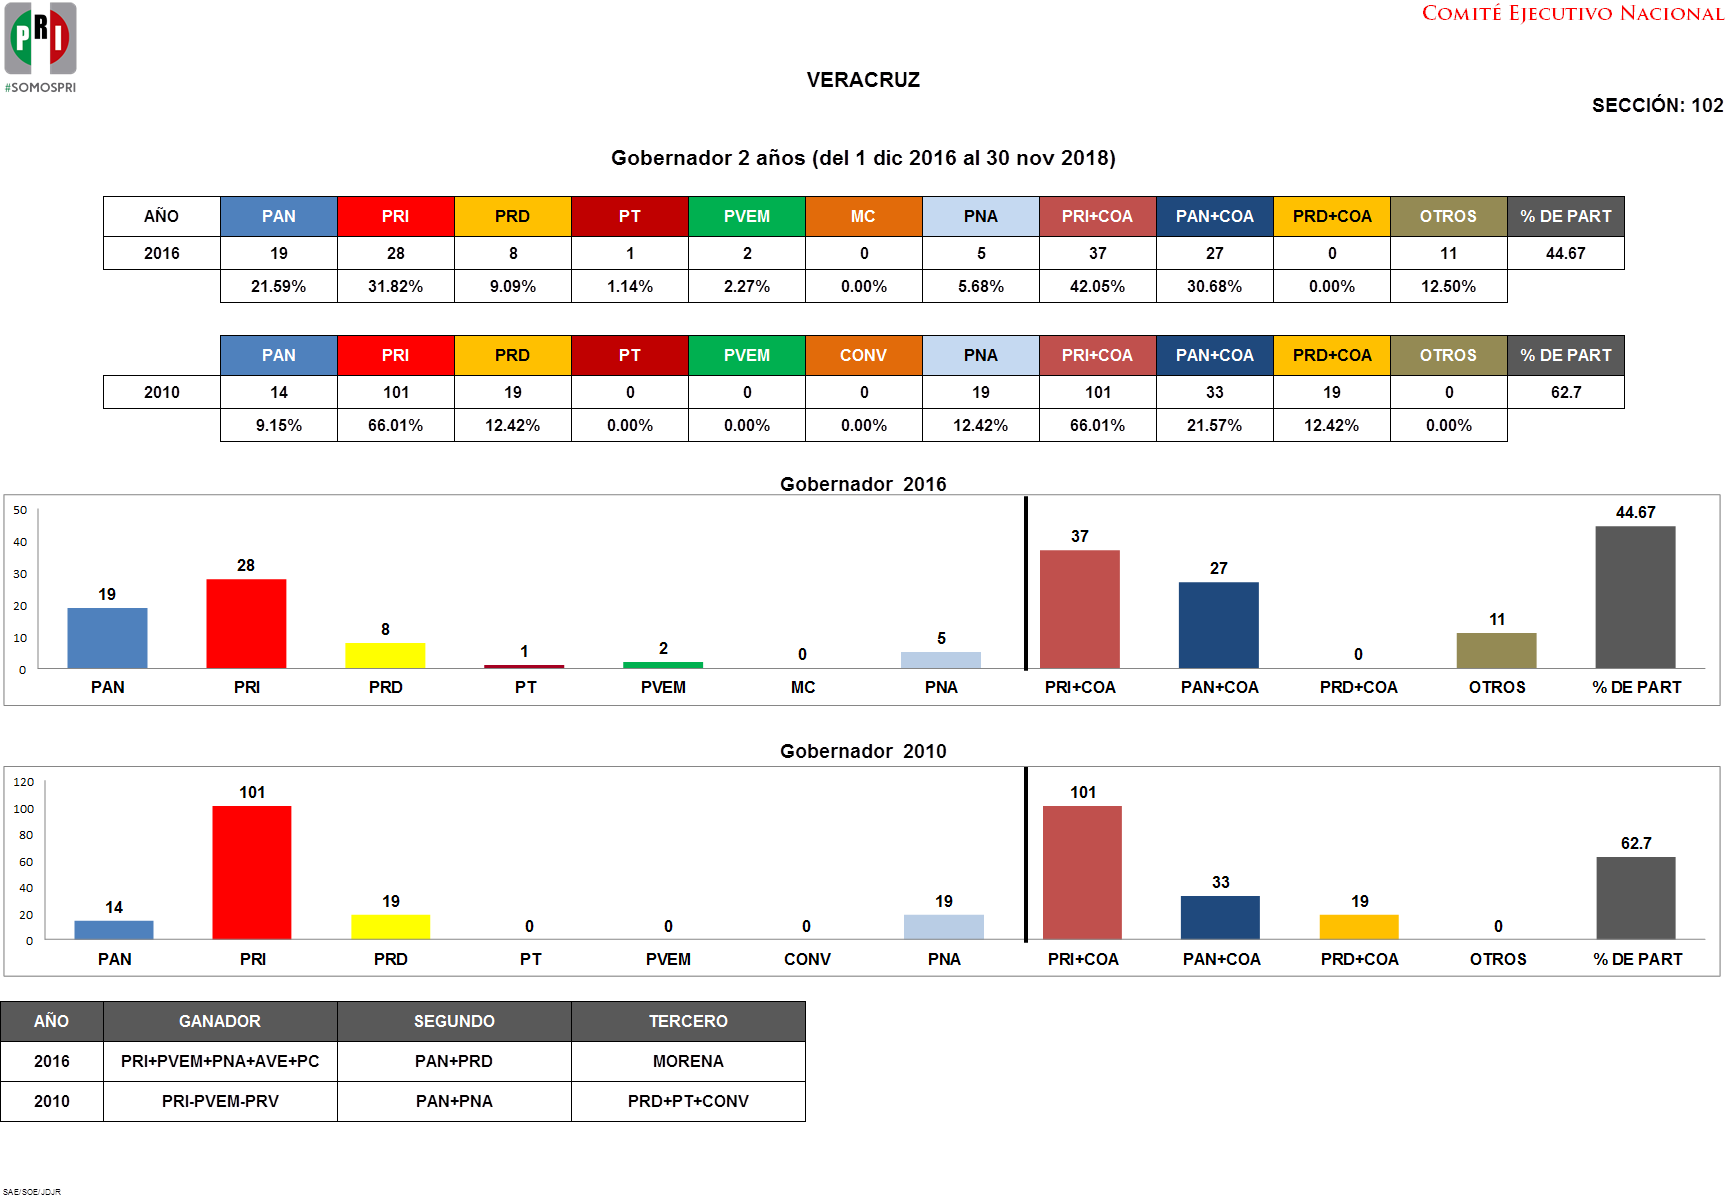 PRI
#SOMOSPRI
COMITÉ EJECUTIVO NACIONAL
VERACRUZ
SECCIÓN: 102
Gobernador 2 años (del 1 dic 2016 al 30 nov 2018)
AÑO PAN PRI PRD PT PVEM MC PNA PRI+COA PAN+COA PRD+COA OTROS % DE PART
2016 19 28 8 1 2 0 5 37 27 0 11 44.67
21.59% 31.82% 9.09% 1.14% 2.27% 0.00% 5.68% 42.05% 30.68% 0.00% 12.50%
PAN PRI PRD PT PVEM CONV PNA PRI+COA PAN+COA PRD+COA OTROS % DE PART
2010 14 101 19 0 0 0 19 101 33 19 0 62.7
9.15% 66.01% 12.42% 0.00% 0.00% 0.00% 12.42% 66.01% 21.57% 12.42% 0.00%
Gobernador 2016
50
40
30
20
10
0
19 28 8 1 2 0 5 37 27 0 11 44.67
PAN PRI PRD PT PVEM MC PNA PRI+COA PAN+COA PRD+COA OTROS % DE PART
Gobernador 2010
120
100
80
60
40
20
0
14 101 19 0 0 0 19 101 33 19 0 62.7
PAN PRI PRD PT PVEM CONV PNA PRI+COA PAN+COA PRD+COA OTROS % DE PART
AÑO GANADOR SEGUNDO TERCERO
2016 PRI+PVEM+PNA+AVE+PC PAN+PRD MORENA
2010 PRI-PVEM-PRV PAN+PNA PRD+PT+CONV
SAE/SOE/JDJR